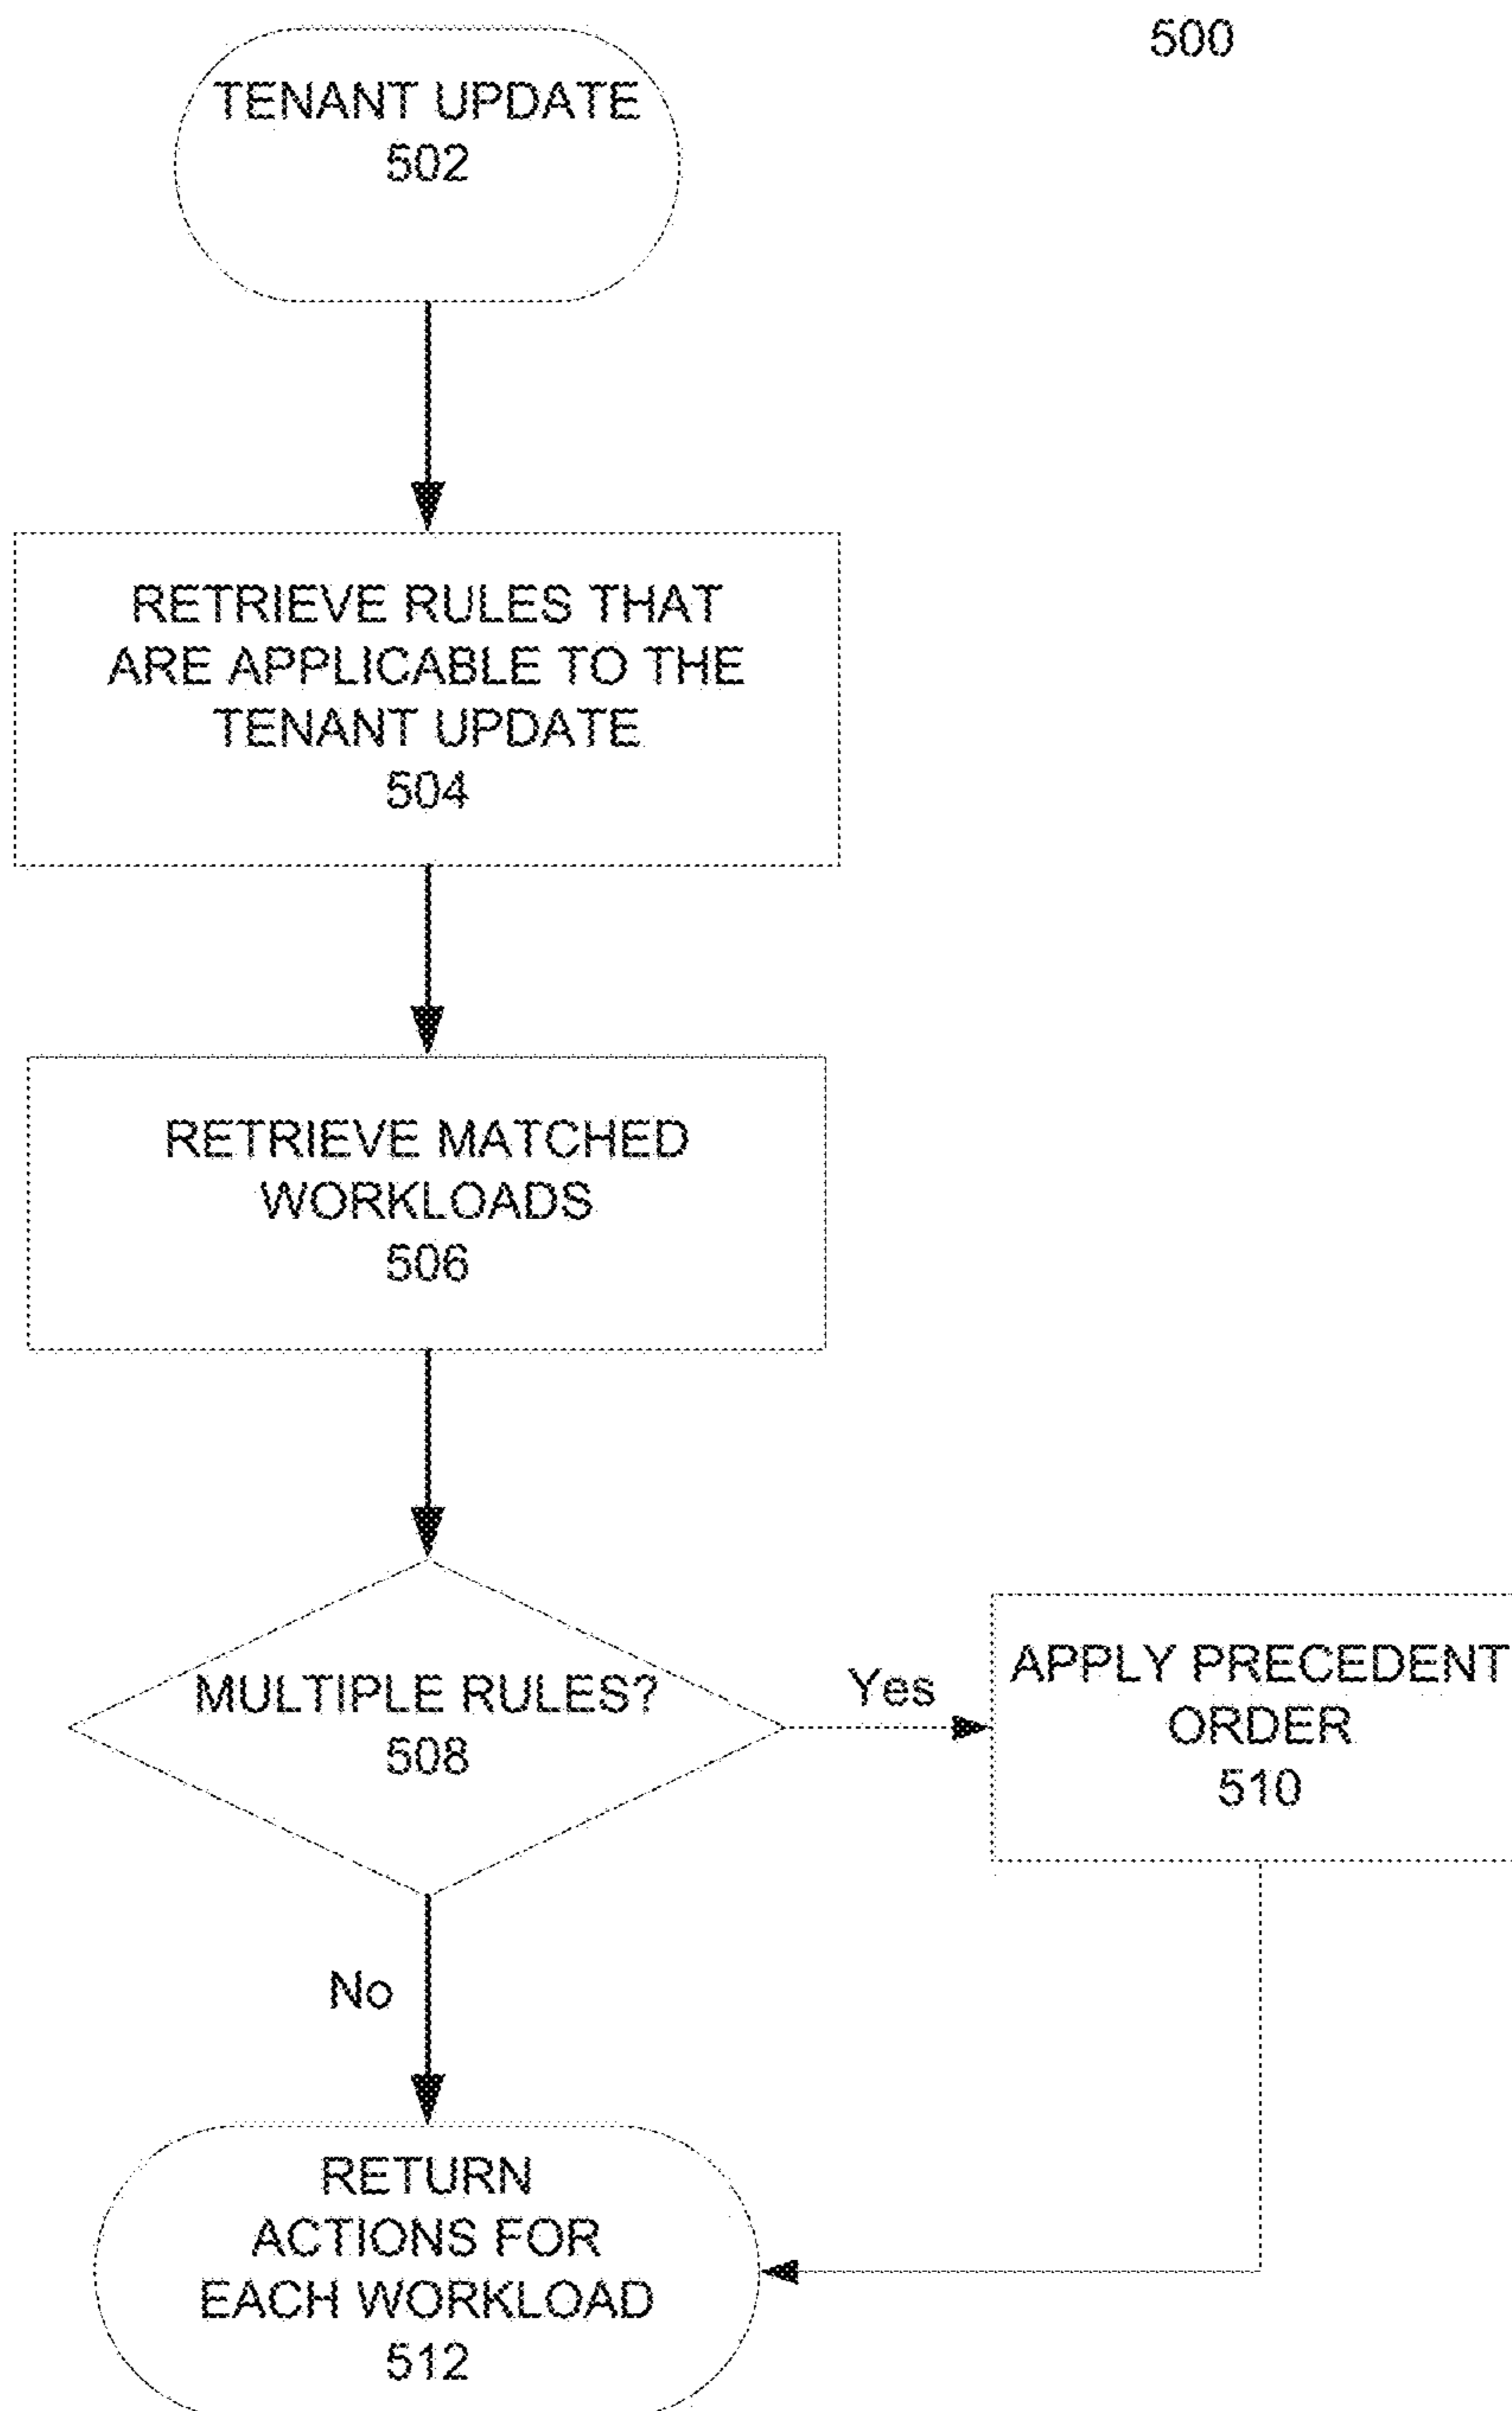 500
TENANT UPDATE
502
RETRIEVE RULES THAT
ARE APPLICABLE TO THE
TENANT UPDATE
504
RETRIEVE MATCHED
WORKLOADS
506
MULTIPLE RULES?
508
Yes
APPLY PRECEDENT
ORDER
510
No
RETURN
ACTIONS FOR
EACH WORKLOAD
512